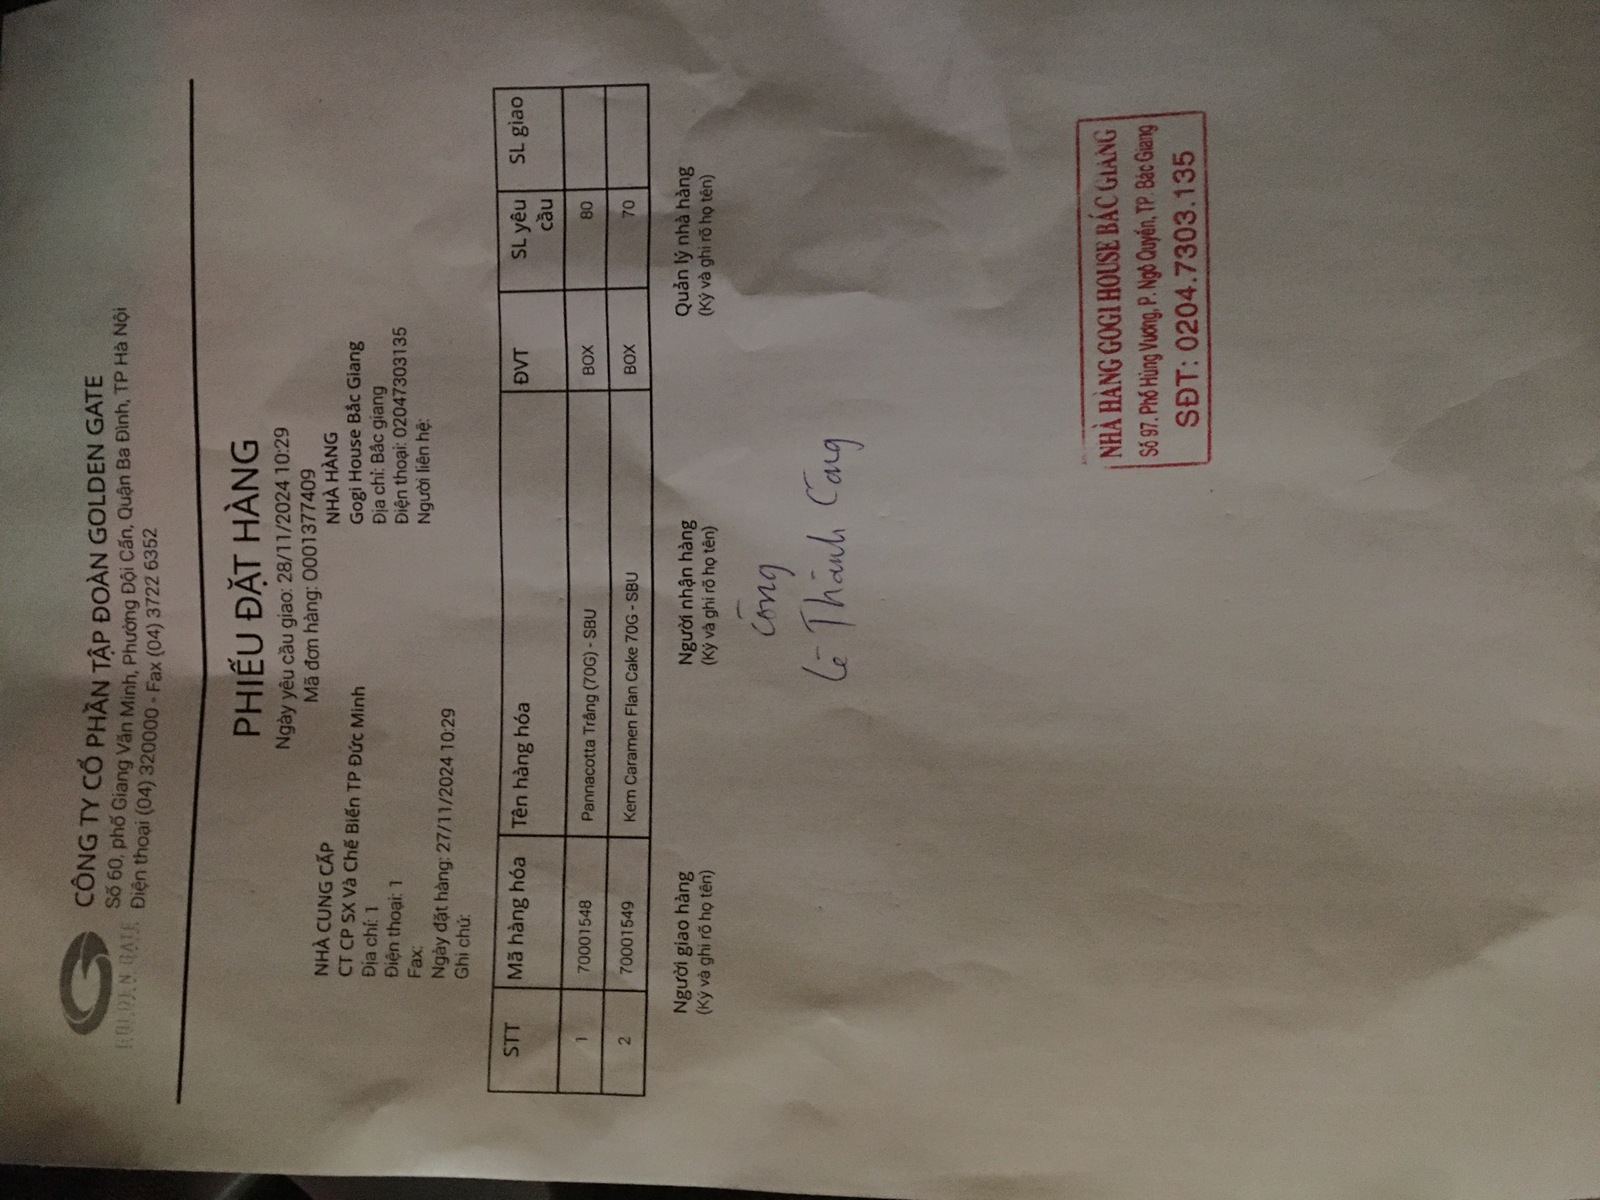 GOLDEN GATE
CÔNG TY CỔ PHẦN TẬP ĐOÀN GOLDEN GATE
Số 60, phố Giang Văn Minh, Phường Đội Cấn, Quận Ba Đình, TP Hà Nội
Điện thoại (04) 320000 - Fax (04) 3722 6352
PHIẾU ĐẶT HÀNG
Ngày yêu cầu giao: 28/11/2024 10:29
Mã đơn hàng: 0001377409
NHÀ CUNG CẤP
CT CP SX Và Chế Biến TP Đức Minh
Địa chỉ: 1
Điện thoại: 1
Fax:
Ngày đặt hàng: 27/11/2024 10:29
Ghi chú:
NHÀ HÀNG
Gogi House Bắc Giang
Địa chỉ: Bắc giang
Điện thoại: 02047303135
Người liên hệ:
STT Mã hàng hóa Tên hàng hóa ĐVT SL yêu cầu SL giao
1 70001548 Pannacotta Trắng (70G) - SBU BOX 80
2 70001549 Kem Caramen Flan Cake 70G - SBU BOX 70
Người giao hàng Người nhận hàng Quản lý nhà hàng
(Ký và ghi rõ họ tên) (Ký và ghi rõ họ tên) (Ký và ghi rõ họ tên)
Công
Lê Thành Công
NHÀ HÀNG GOGI HOUSE BẮC GIANG
Số 97. Phố Hùng Vương, P. Ngô Quyền, TP Bắc Giang
SĐT: 0204.7303.135